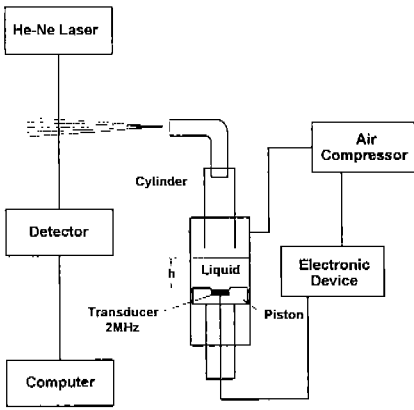 He-Ne Laser
Air
Compressor
Cylinder
Detector
h
Liquid
Electronic
Device
Transducer
2MHz
Piston
Computer